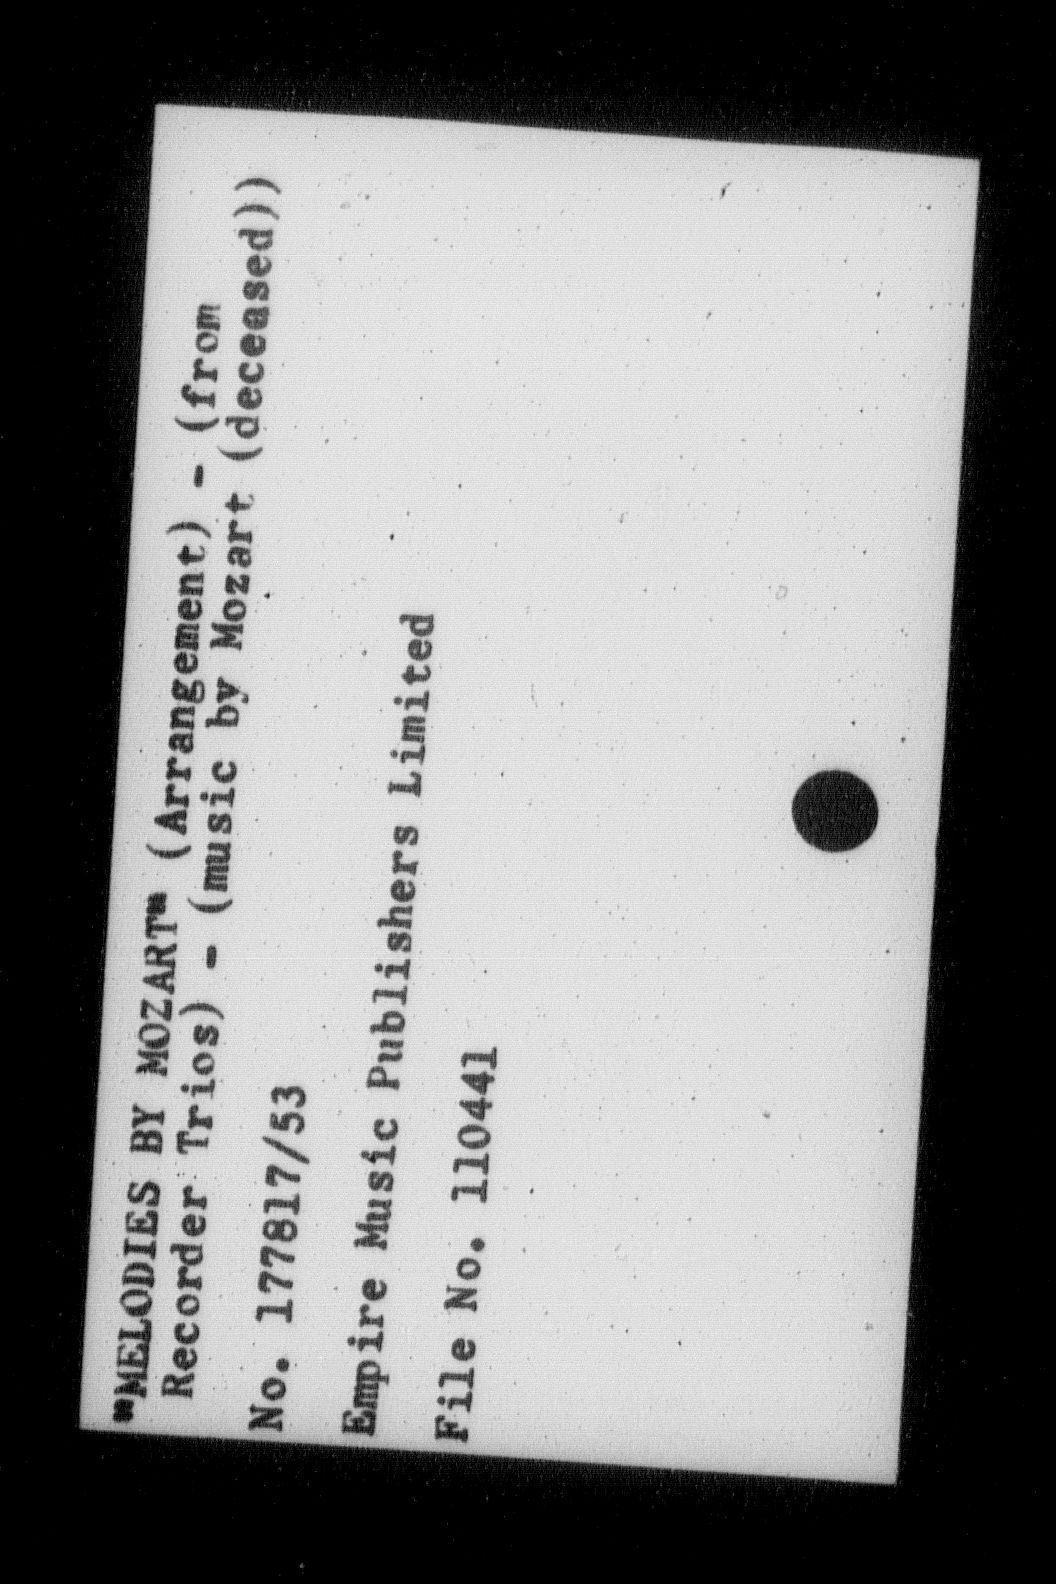 "MELODIES BY MOZART" (Arrangement) - (from
Recorder Trios) - (music by Mozart (deceased))
No. 177817/53
Empire Music Publishers Limited
File No. 110441